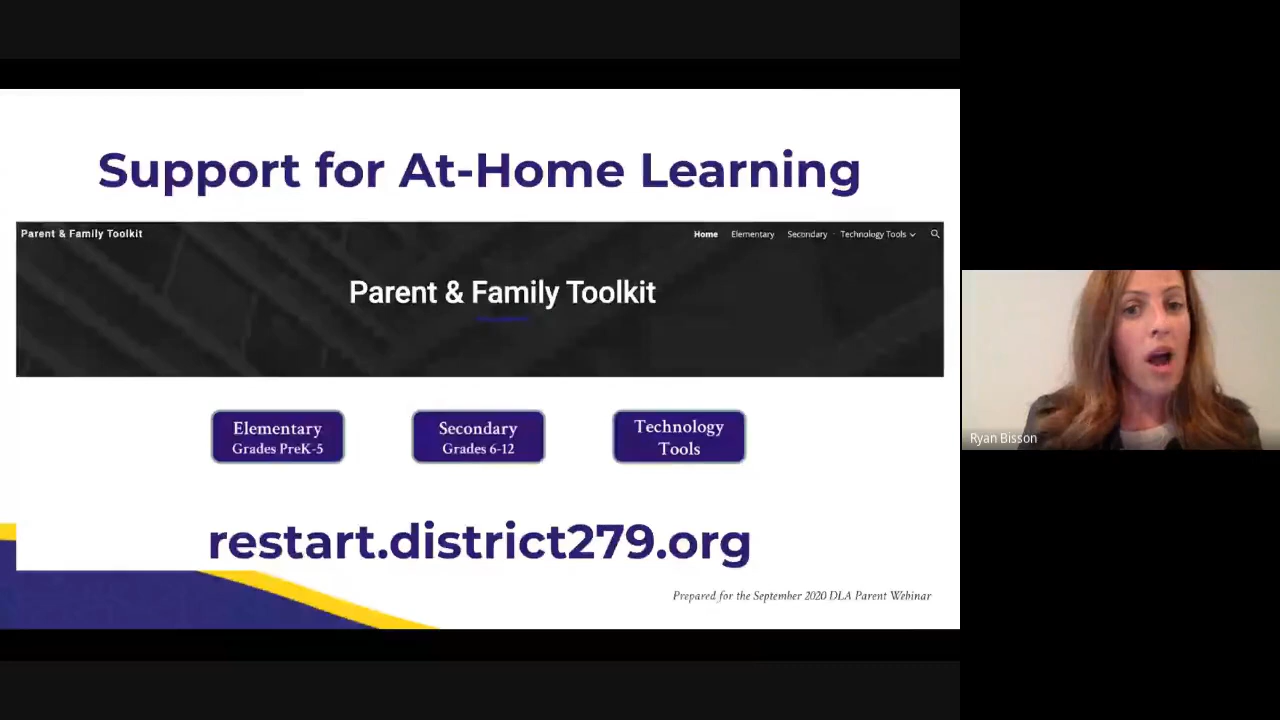 Support for At-Home Learning
Parent & Family Toolkit
Home Elementary Secondary Technology Tools
Parent & Family Toolkit
Elementary
Grades PreK-5
Secondary
Grades 6-12
Technology
Tools
restart.district279.org
Prepared for the September 2020 DLA Parent Webinar
Ryan Bisson